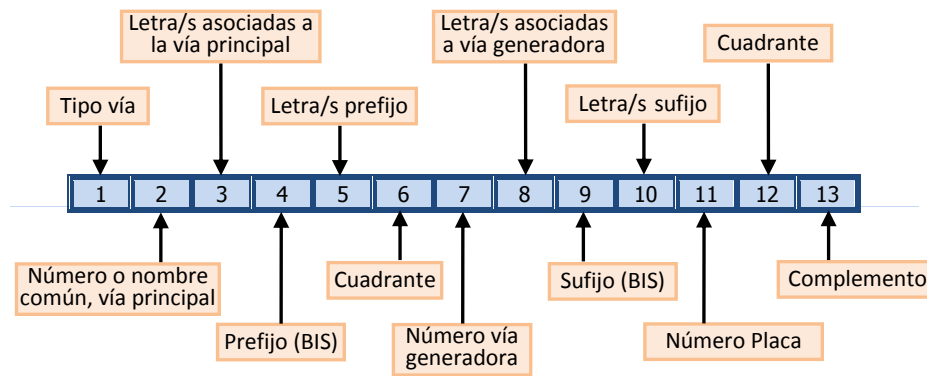 Letra/s asociadas a
la vía principal
Letra/s asociadas
a vía generadora
Cuadrante
Tipo vía
Letra/s prefijo
Letra/s sufijo
1 2 3 4 5 6 7 8 9 10 11 12 13
Número o nombre
común, vía principal
Cuadrante
Sufijo (BIS)
Complemento
Prefijo (BIS)
Número vía
generadora
Número Placa